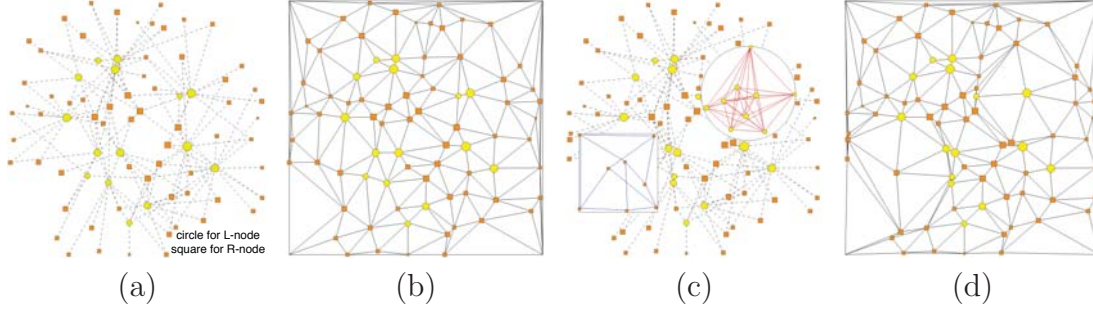 circle for L-node
square for R-node
(a)
(b)
(c)
(d)